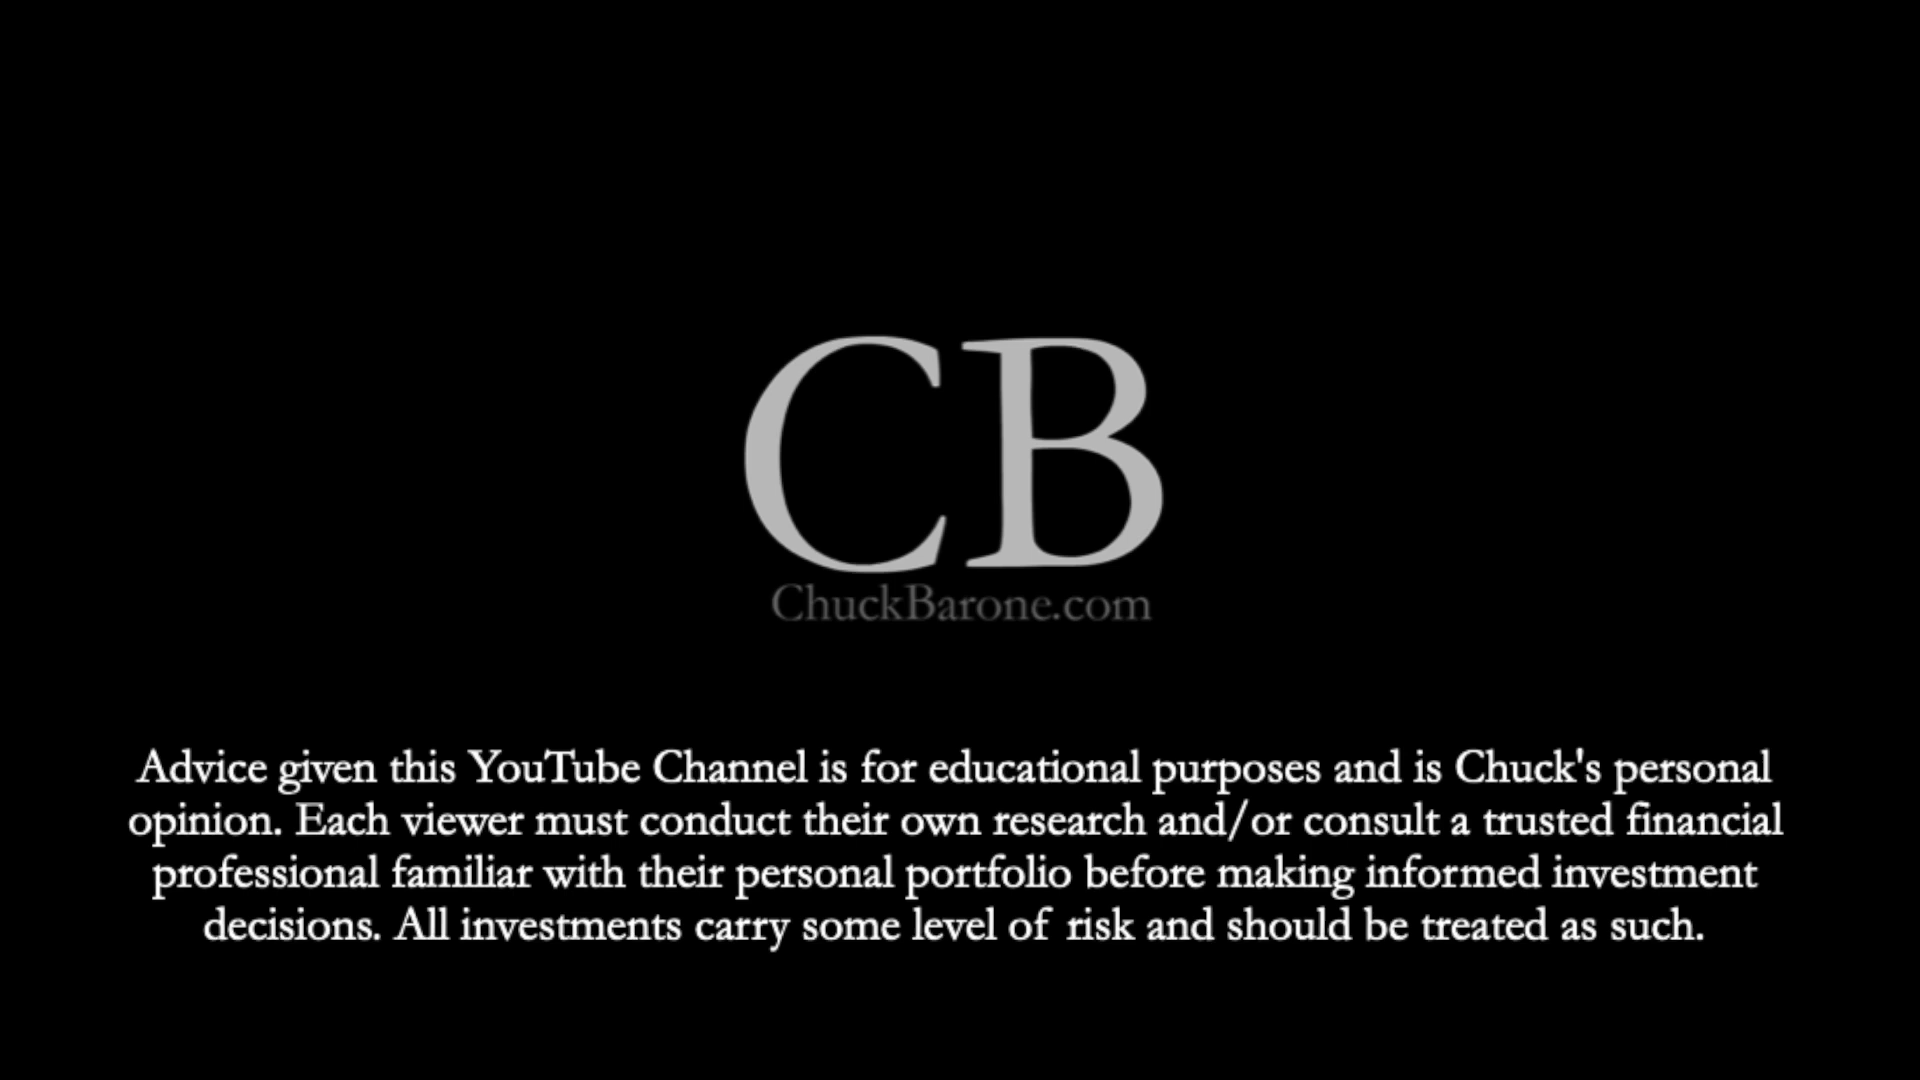 CB
ChuckBarone.com
Advice given this YouTube Channel is for educational purposes and is Chuck's personal
opinion. Each viewer must conduct their own research and/or consult a trusted financial
professional familiar with their personal portfolio before making informed investment
decisions. All investments carry some level of risk and should be treated as such.